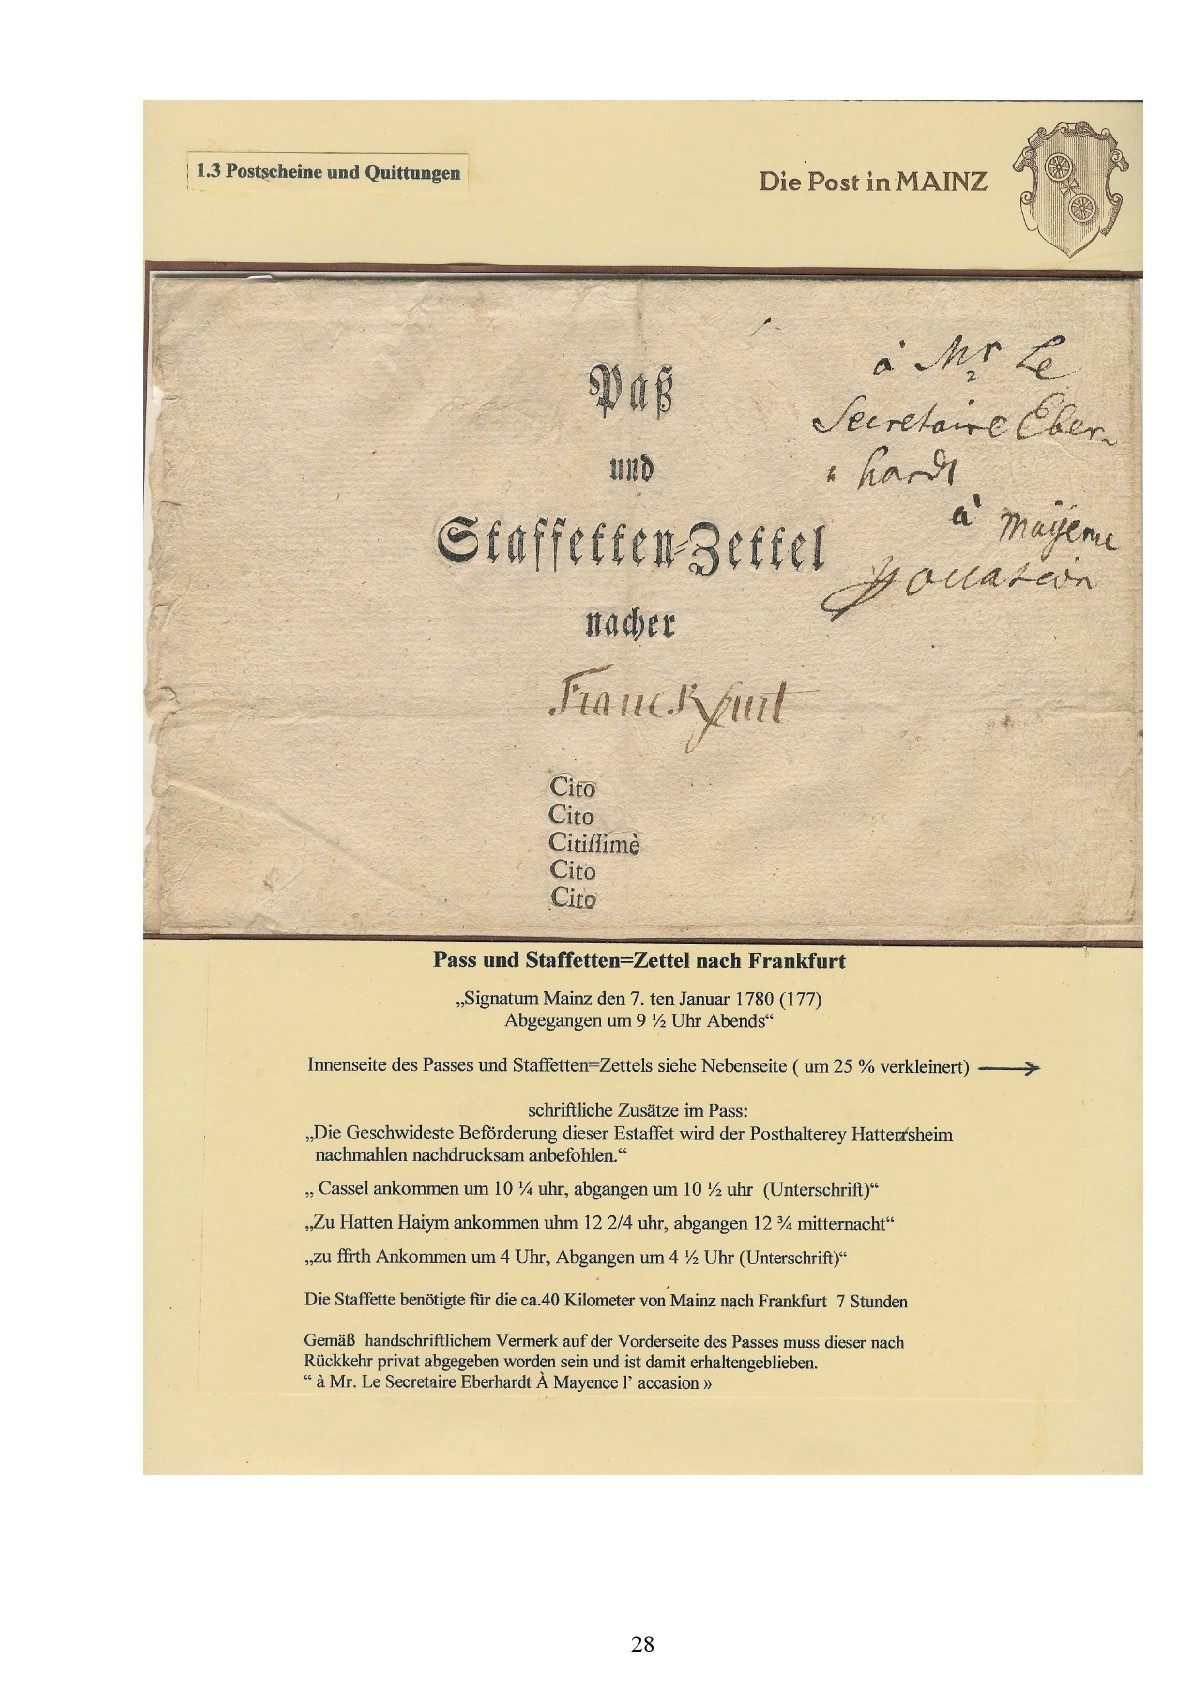 1.3 Postscheine und Quittungen
Die Post in MAINZ
à Mr Le
Secretaire Eber-
hardt
à Mayence
Paß
und
Staffetten-Zettel
nacher
Franckfurt
Cito
Cito
Citissimè
Cito
Cito
Pass und Staffetten=Zettel nach Frankfurt
„Signatum Mainz den 7. ten Januar 1780 (177)
Abgegangen um 9 ½ Uhr Abends“
Innenseite des Passes und Staffetten=Zettels siehe Nebenseite ( um 25 % verkleinert)
schriftliche Zusätze im Pass:
„Die Geschwideste Beförderung dieser Estaffet wird der Posthalterey Hatterrsheim
nachmahlen nachdrucksam anbefohlen.“
„ Cassel ankommen um 10 ¼ uhr, abgangen um 10 ½ uhr (Unterschrift)“
„Zu Hatten Haiym ankommen uhm 12 2/4 uhr, abgangen 12 ¾ mitternacht“
„zu ffrth Ankommen um 4 Uhr, Abgangen um 4 ½ Uhr (Unterschrift)“
Die Staffette benötigte für die ca.40 Kilometer von Mainz nach Frankfurt 7 Stunden
Gemäß handschriftlichem Vermerk auf der Vorderseite des Passes muss dieser nach
Rückkehr privat abgegeben worden sein und ist damit erhaltengeblieben.
“ à Mr. Le Secretaire Eberhardt À Mayence l’ accasion »
28